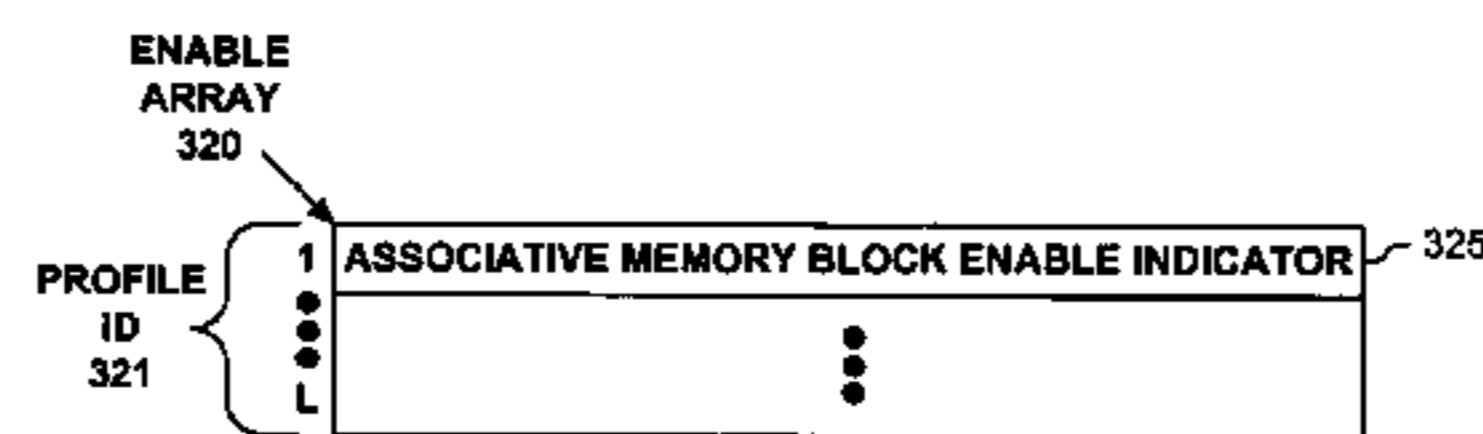 ENABLE
ARRAY
320
1 ASSOCIATIVE MEMORY BLOCK ENABLE INDICATOR 325
PROFILE
ID
321
L